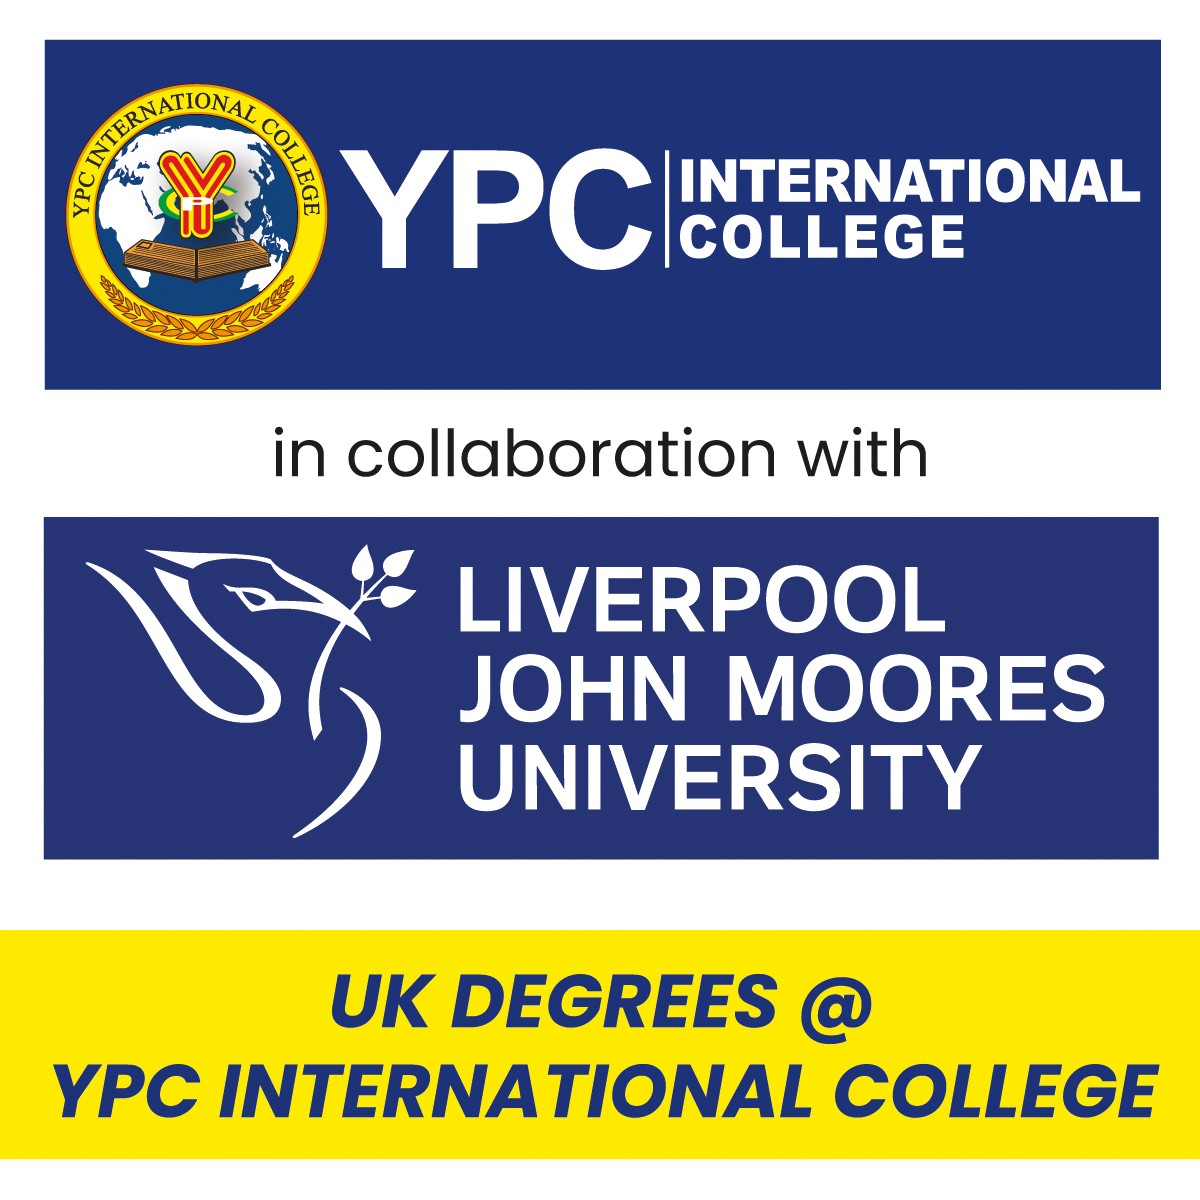 YPC INTERNATIONAL COLLEGE
YPC
INTERNATIONAL
COLLEGE
in collaboration with
LIVERPOOL
JOHN MOORES
UNIVERSITY
UK DEGREES @
YPC INTERNATIONAL COLLEGE